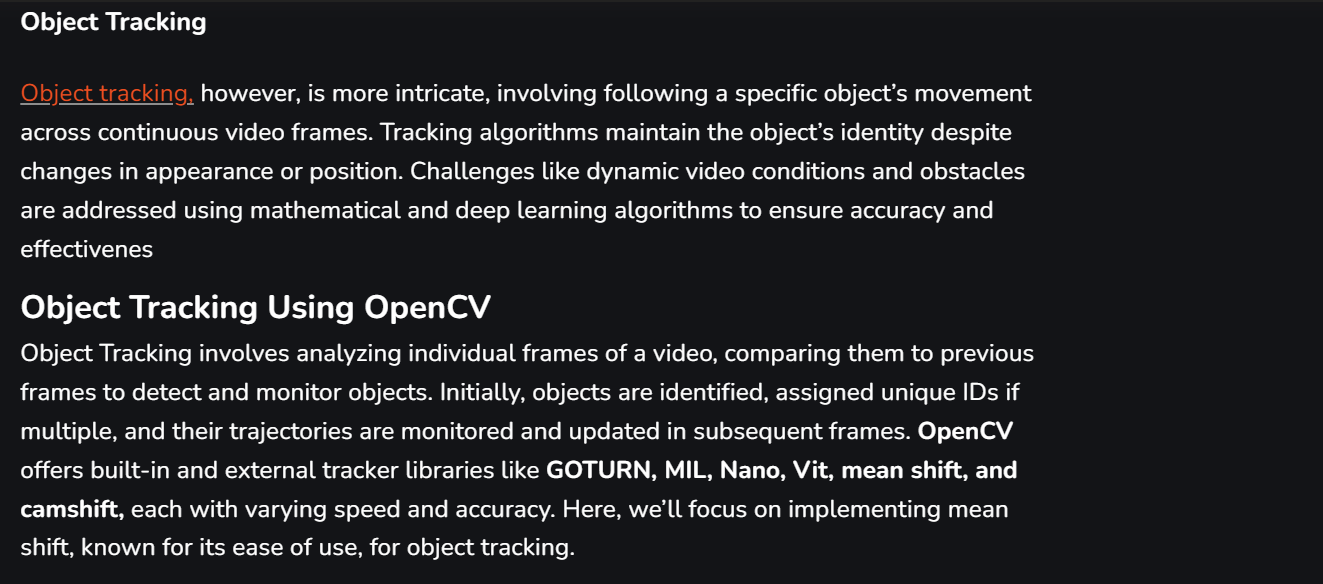 Object Tracking
Object tracking, however, is more intricate, involving following a specific object’s movement
across continuous video frames. Tracking algorithms maintain the object’s identity despite
changes in appearance or position. Challenges like dynamic video conditions and obstacles
are addressed using mathematical and deep learning algorithms to ensure accuracy and
effectivenes
Object Tracking Using OpenCV
Object Tracking involves analyzing individual frames of a video, comparing them to previous
frames to detect and monitor objects. Initially, objects are identified, assigned unique IDs if
multiple, and their trajectories are monitored and updated in subsequent frames. OpenCV
offers built-in and external tracker libraries like GOTURN, MIL, Nano, Vit, mean shift, and
camshift, each with varying speed and accuracy. Here, we’ll focus on implementing mean
shift, known for its ease of use, for object tracking.